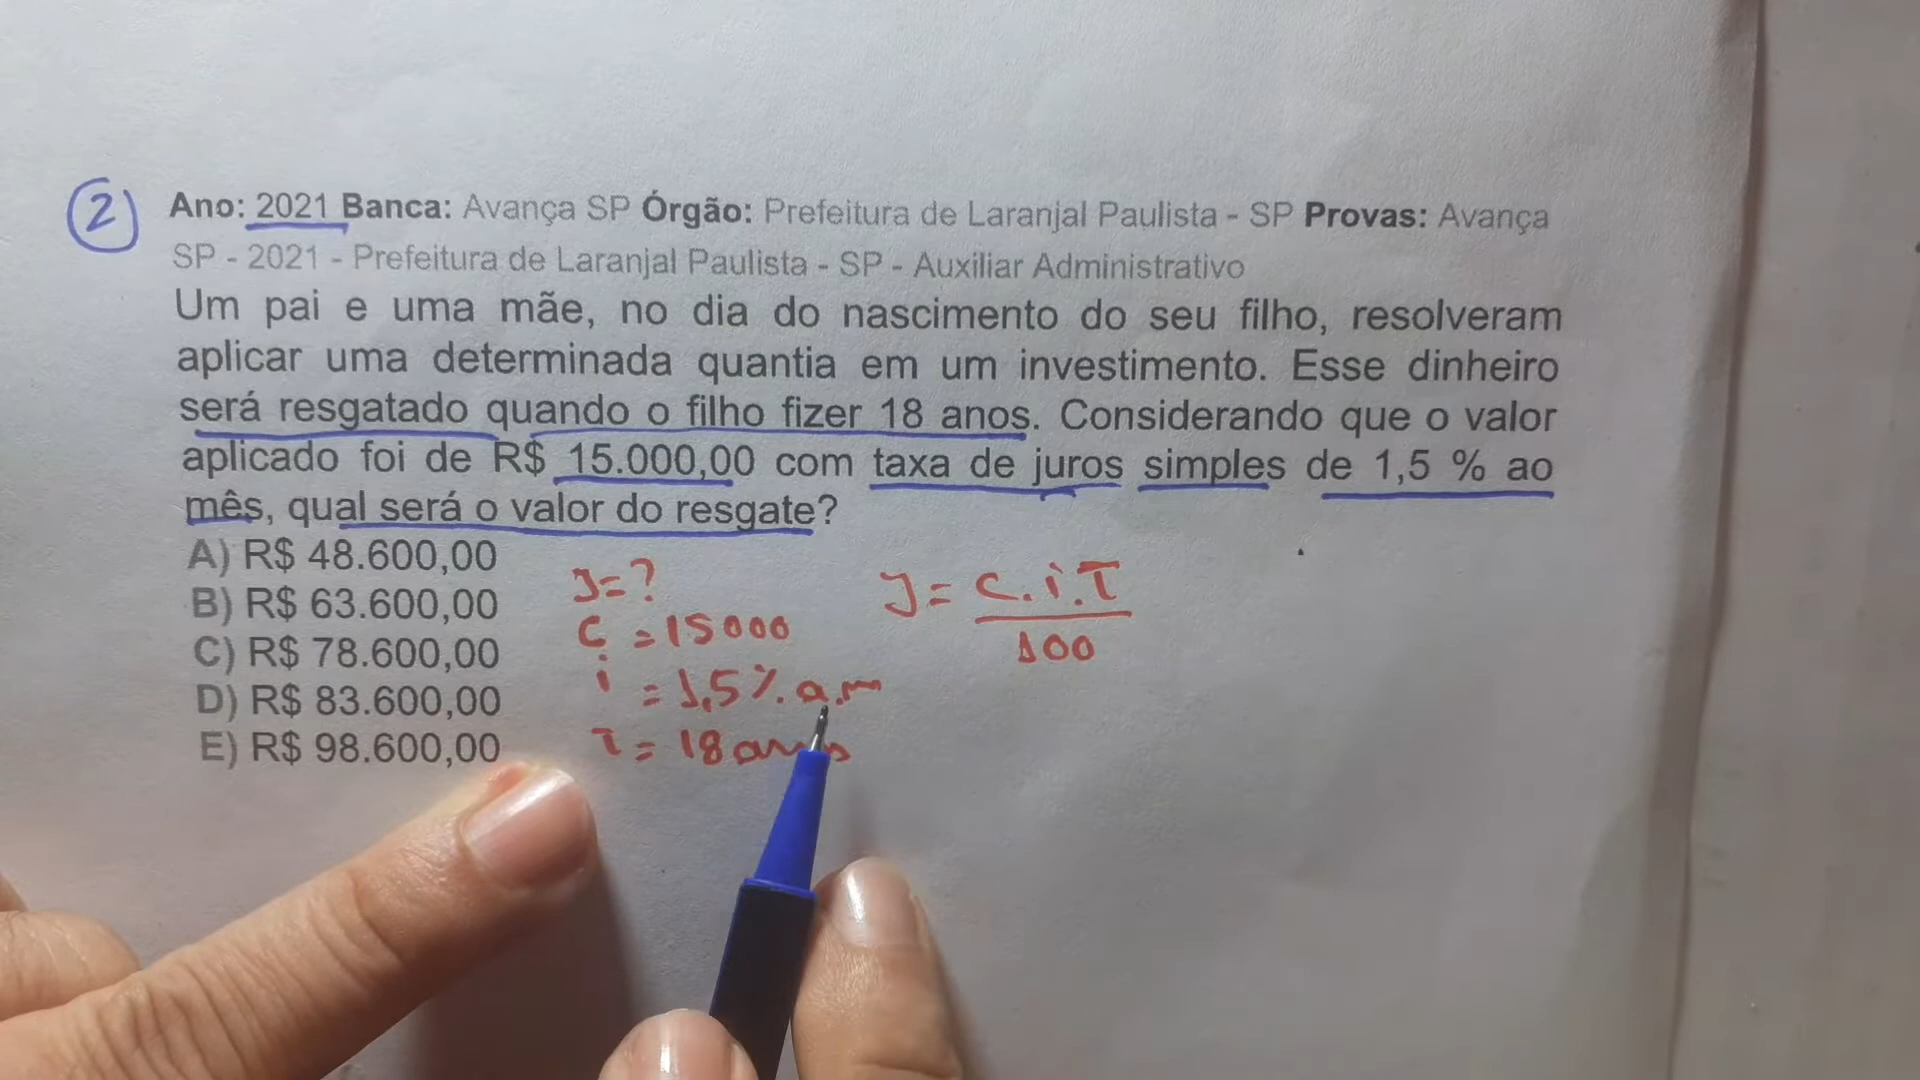 2 Ano: 2021 Banca: Avança SP Órgão: Prefeitura de Laranjal Paulista - SP Provas: Avança
SP - 2021 - Prefeitura de Laranjal Paulista - SP - Auxiliar Administrativo
Um pai e uma mãe, no dia do nascimento do seu filho, resolveram
aplicar uma determinada quantia em um investimento. Esse dinheiro
será resgatado quando o filho fizer 18 anos. Considerando que o valor
aplicado foi de R$ 15.000,00 com taxa de juros simples de 1,5 % ao
mês, qual será o valor do resgate?
A) R$ 48.600,00
B) R$ 63.600,00
C) R$ 78.600,00
D) R$ 83.600,00
E) R$ 98.600,00
J=?
C = 15000
i = 1,5%.a.m
T = 18 anos
J = C.i.T
100